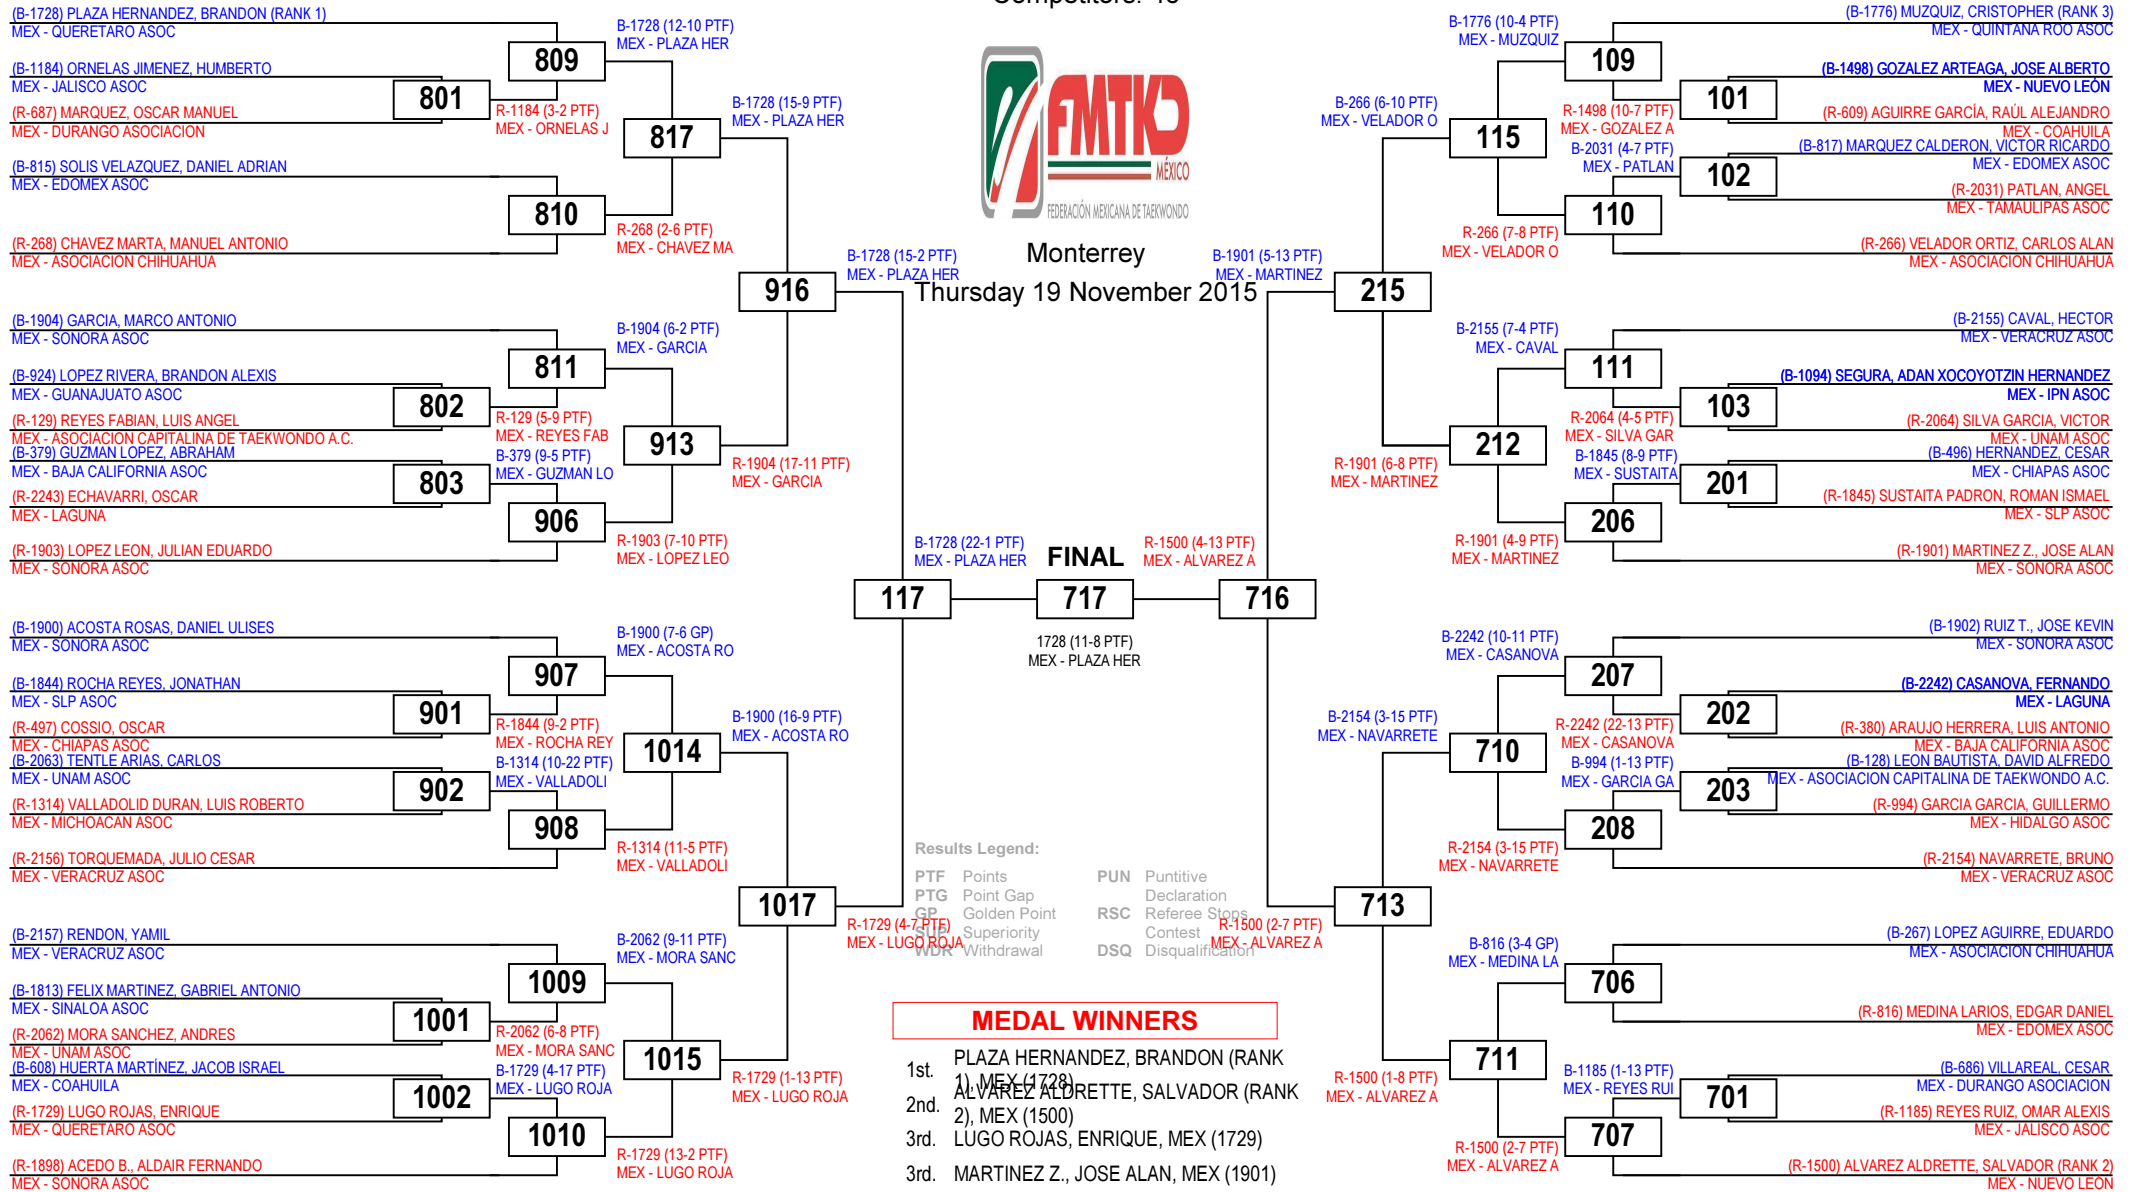 (B-1728) PLAZA HERNANDEZ, BRANDON (RANK 1)
MEX - QUERETARO ASOC
(B-1184) ORNELAS JIMENEZ, HUMBERTO
MEX - JALISCO ASOC
(R-687) MARQUEZ, OSCAR MANUEL
MEX - DURANGO ASOCIACION
(B-815) SOLIS VELAZQUEZ, DANIEL ADRIAN
MEX - EDOMEX ASOC
(R-268) CHAVEZ MARTA, MANUEL ANTONIO
MEX - ASOCIACION CHIHUAHUA
(B-1904) GARCIA, MARCO ANTONIO
MEX - SONORA ASOC
(B-924) LOPEZ RIVERA, BRANDON ALEXIS
MEX - GUANAJUATO ASOC
(R-129) REYES FABIAN, LUIS ANGEL
MEX - ASOCIACION CAPITALINA DE TAEKWONDO A.C.
(B-379) GUZMAN LOPEZ, ABRAHAM
MEX - BAJA CALIFORNIA ASOC
(R-2243) ECHAVARRI, OSCAR
MEX - LAGUNA
(R-1903) LOPEZ LEON, JULIAN EDUARDO
MEX - SONORA ASOC
(B-1900) ACOSTA ROSAS, DANIEL ULISES
MEX - SONORA ASOC
(B-1844) ROCHA REYES, JONATHAN
MEX - SLP ASOC
(R-497) COSSIO, OSCAR
MEX - CHIAPAS ASOC
(B-2063) TENTLE ARIAS, CARLOS
MEX - UNAM ASOC
(R-1314) VALLADOLID DURAN, LUIS ROBERTO
MEX - MICHOACAN ASOC
(R-2156) TORQUEMADA, JULIO CESAR
MEX - VERACRUZ ASOC
(B-2157) RENDON, YAMIL
MEX - VERACRUZ ASOC
(B-1813) FELIX MARTINEZ, GABRIEL ANTONIO
MEX - SINALOA ASOC
(R-2062) MORA SANCHEZ, ANDRES
MEX - UNAM ASOC
(B-608) HUERTA MARTÍNEZ, JACOB ISRAEL
MEX - COAHUILA
(R-1729) LUGO ROJAS, ENRIQUE
MEX - QUERETARO ASOC
(R-1898) ACEDO B., ALDAIR FERNANDO
MEX - SONORA ASOC
801
R-1184 (3-2 PTF)
MEX - ORNELAS J
802
R-129 (5-9 PTF)
MEX - REYES FAB
B-379 (9-5 PTF)
MEX - GUZMAN LO
803
901
R-1844 (9-2 PTF)
MEX - ROCHA REY
B-1314 (10-22 PTF)
MEX - VALLADOLI
902
1001
R-2062 (6-8 PTF)
MEX - MORA SANC
B-1729 (4-17 PTF)
MEX - LUGO ROJA
1002
809
B-1728 (12-10 PTF)
MEX - PLAZA HER
810
R-268 (2-6 PTF)
MEX - CHAVEZ MA
811
B-1904 (6-2 PTF)
MEX - GARCIA
906
R-1903 (7-10 PTF)
MEX - LOPEZ LEO
907
B-1900 (7-6 GP)
MEX - ACOSTA RO
908
R-1314 (11-5 PTF)
MEX - VALLADOLI
1009
B-2062 (9-11 PTF)
MEX - MORA SANC
1010
R-1729 (13-2 PTF)
MEX - LUGO ROJA
817
B-1728 (15-9 PTF)
MEX - PLAZA HER
913
R-1904 (17-11 PTF)
MEX - GARCIA
1014
B-1900 (16-9 PTF)
MEX - ACOSTA RO
1015
R-1729 (1-13 PTF)
MEX - LUGO ROJA
916
B-1728 (15-2 PTF)
MEX - PLAZA HER
1017
R-1729 (4-7 PTF)
MEX - LUGO ROJA
117
B-1728 (22-1 PTF)
MEX - PLAZA HER
FMTKD
MÉXICO
FEDERACIÓN MEXICANA DE TAEKWONDO
Monterrey
Thursday 19 November 2015
FINAL
717
1728 (11-8 PTF)
MEX - PLAZA HER
R-1500 (4-13 PTF)
MEX - ALVAREZ A
716
Results Legend:
PTF Points
PTG Point Gap
GP Golden Point
SUP Superiority
WDR Withdrawal
PUN Puntitive
Declaration
RSC Referee Stops
Contest
DSQ Disqualification
MEDAL WINNERS
1st. PLAZA HERNANDEZ, BRANDON (RANK
1), MEX (1728)
2nd. ALVAREZ ALDRETTE, SALVADOR (RANK
2), MEX (1500)
3rd. LUGO ROJAS, ENRIQUE, MEX (1729)
3rd. MARTINEZ Z., JOSE ALAN, MEX (1901)
B-1901 (5-13 PTF)
MEX - MARTINEZ
215
R-1500 (2-7 PTF)
MEX - ALVAREZ A
713
B-266 (6-10 PTF)
MEX - VELADOR O
115
R-1901 (6-8 PTF)
MEX - MARTINEZ
212
B-2154 (3-15 PTF)
MEX - NAVARRETE
710
R-1500 (1-8 PTF)
MEX - ALVAREZ A
711
B-1776 (10-4 PTF)
MEX - MUZQUIZ
109
R-266 (7-8 PTF)
MEX - VELADOR O
110
B-2155 (7-4 PTF)
MEX - CAVAL
111
R-1901 (4-9 PTF)
MEX - MARTINEZ
206
B-2242 (10-11 PTF)
MEX - CASANOVA
207
R-2154 (3-15 PTF)
MEX - NAVARRETE
208
B-816 (3-4 GP)
MEX - MEDINA LA
706
R-1500 (2-7 PTF)
MEX - ALVAREZ A
707
R-1498 (10-7 PTF)
MEX - GOZALEZ A
101
B-2031 (4-7 PTF)
MEX - PATLAN
102
R-2064 (4-5 PTF)
MEX - SILVA GAR
103
B-1845 (8-9 PTF)
MEX - SUSTAITA
201
R-2242 (22-13 PTF)
MEX - CASANOVA
202
B-994 (1-13 PTF)
MEX - GARCIA GA
203
B-1185 (1-13 PTF)
MEX - REYES RUI
701
(B-1776) MUZQUIZ, CRISTOPHER (RANK 3)
MEX - QUINTANA ROO ASOC
(B-1498) GOZALEZ ARTEAGA, JOSE ALBERTO
MEX - NUEVO LEÓN
(R-609) AGUIRRE GARCÍA, RAÚL ALEJANDRO
MEX - COAHUILA
(B-817) MARQUEZ CALDERON, VICTOR RICARDO
MEX - EDOMEX ASOC
(R-2031) PATLAN, ANGEL
MEX - TAMAULIPAS ASOC
(R-266) VELADOR ORTIZ, CARLOS ALAN
MEX - ASOCIACION CHIHUAHUA
(B-2155) CAVAL, HECTOR
MEX - VERACRUZ ASOC
(B-1094) SEGURA, ADAN XOCOYOTZIN HERNANDEZ
MEX - IPN ASOC
(R-2064) SILVA GARCIA, VICTOR
MEX - UNAM ASOC
(B-496) HERNANDEZ, CESAR
MEX - CHIAPAS ASOC
(R-1845) SUSTAITA PADRON, ROMAN ISMAEL
MEX - SLP ASOC
(R-1901) MARTINEZ Z., JOSE ALAN
MEX - SONORA ASOC
(B-1902) RUIZ T., JOSE KEVIN
MEX - SONORA ASOC
(B-2242) CASANOVA, FERNANDO
MEX - LAGUNA
(R-380) ARAUJO HERRERA, LUIS ANTONIO
MEX - BAJA CALIFORNIA ASOC
(B-128) LEON BAUTISTA, DAVID ALFREDO
MEX - ASOCIACION CAPITALINA DE TAEKWONDO A.C.
(R-994) GARCIA GARCIA, GUILLERMO
MEX - HIDALGO ASOC
(R-2154) NAVARRETE, BRUNO
MEX - VERACRUZ ASOC
(B-267) LOPEZ AGUIRRE, EDUARDO
MEX - ASOCIACION CHIHUAHUA
(R-816) MEDINA LARIOS, EDGAR DANIEL
MEX - EDOMEX ASOC
(B-686) VILLAREAL, CESAR
MEX - DURANGO ASOCIACION
(R-1185) REYES RUIZ, OMAR ALEXIS
MEX - JALISCO ASOC
(R-1500) ALVAREZ ALDRETTE, SALVADOR (RANK 2)
MEX - NUEVO LEÓN